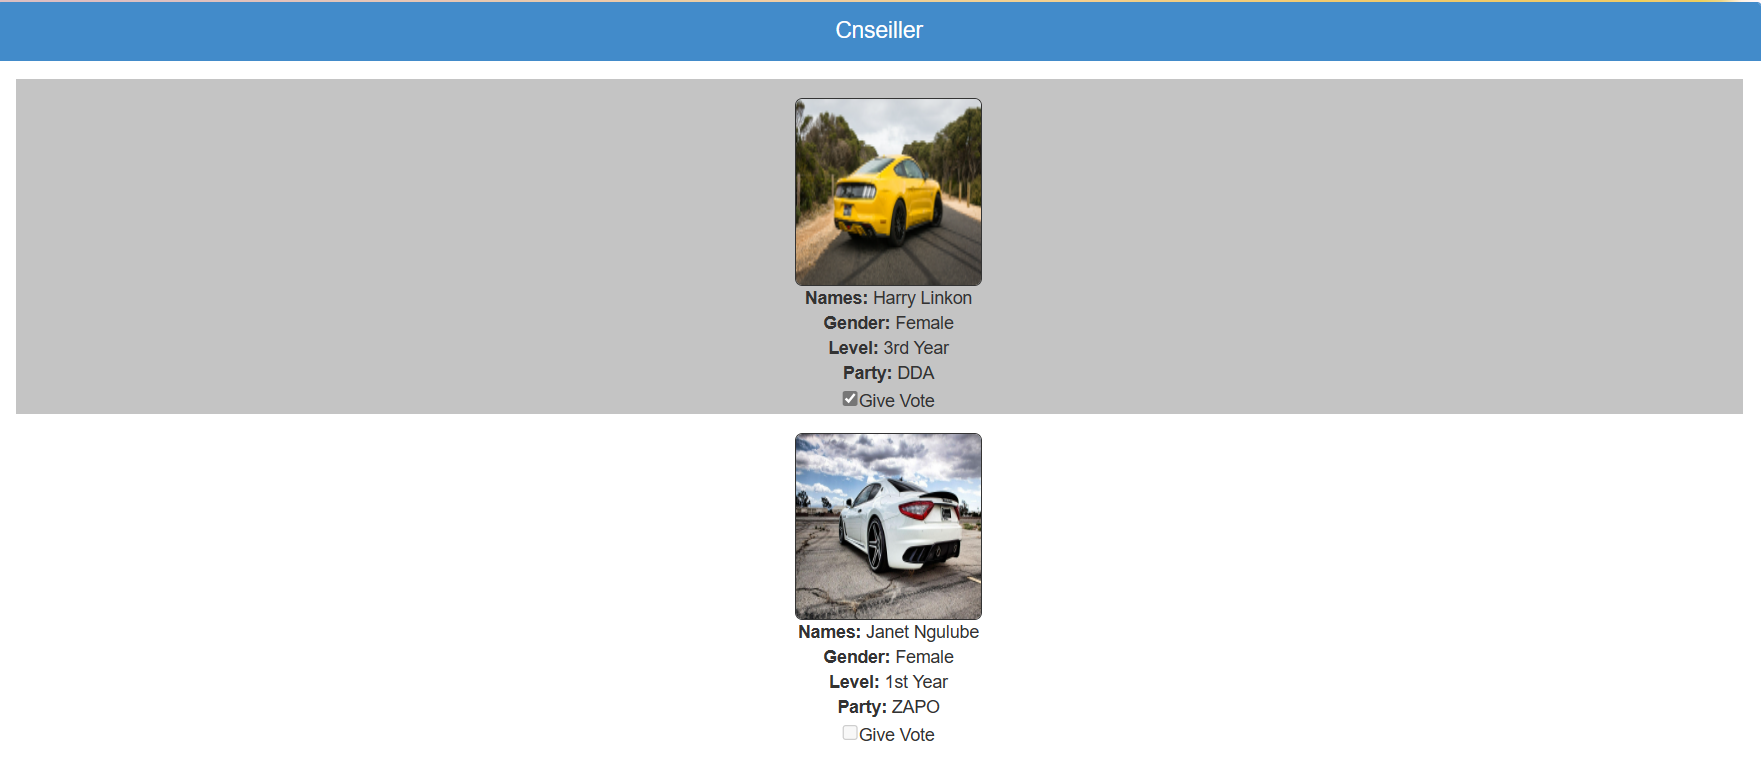 Cnseiller
Names: Harry Linkon
Gender: Female
Level: 3rd Year
Party: DDA
Give Vote
Names: Janet Ngulube
Gender: Female
Level: 1st Year
Party: ZAPO
Give Vote